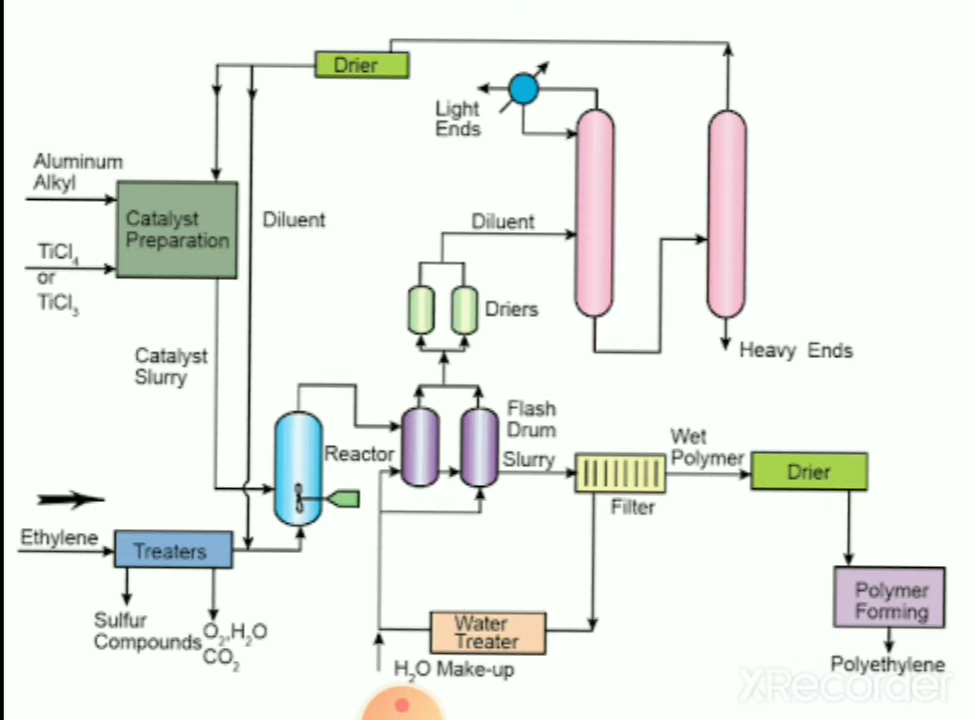 Drier
Light
Ends
Aluminum
Alkyl
Catalyst
Preparation
Diluent
Diluent
TiCl₄
or
TiCl₃
Driers
Heavy Ends
Catalyst
Slurry
Flash
Drum
Reactor
Slurry
Wet
Polymer
Drier
Filter
Ethylene
Treaters
Polymer
Forming
Sulfur
Compounds
O₂,H₂O
CO₂
Water
Treater
H₂O Make-up
Polyethylene
XRecorder